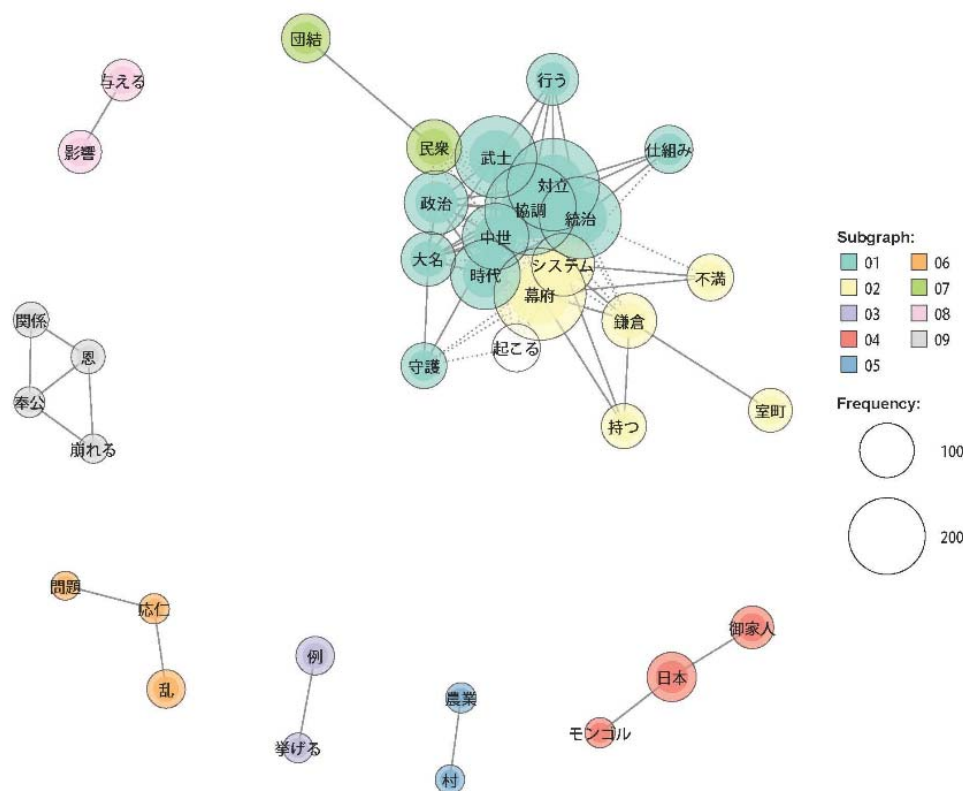 団結
与える
行う
影響
民衆
武士
仕組み
対立
政治
協調
統治
中世
大名
システム
時代
不満
幕府
鎌倉
関係
起こる
恩
守護
奉公
室町
持つ
崩れる
問題
応仁
御家人
例
日本
乱
農業
モンゴル
挙げる
村
Subgraph:
01 06
02 07
03 08
04 09
05
Frequency:
100
200